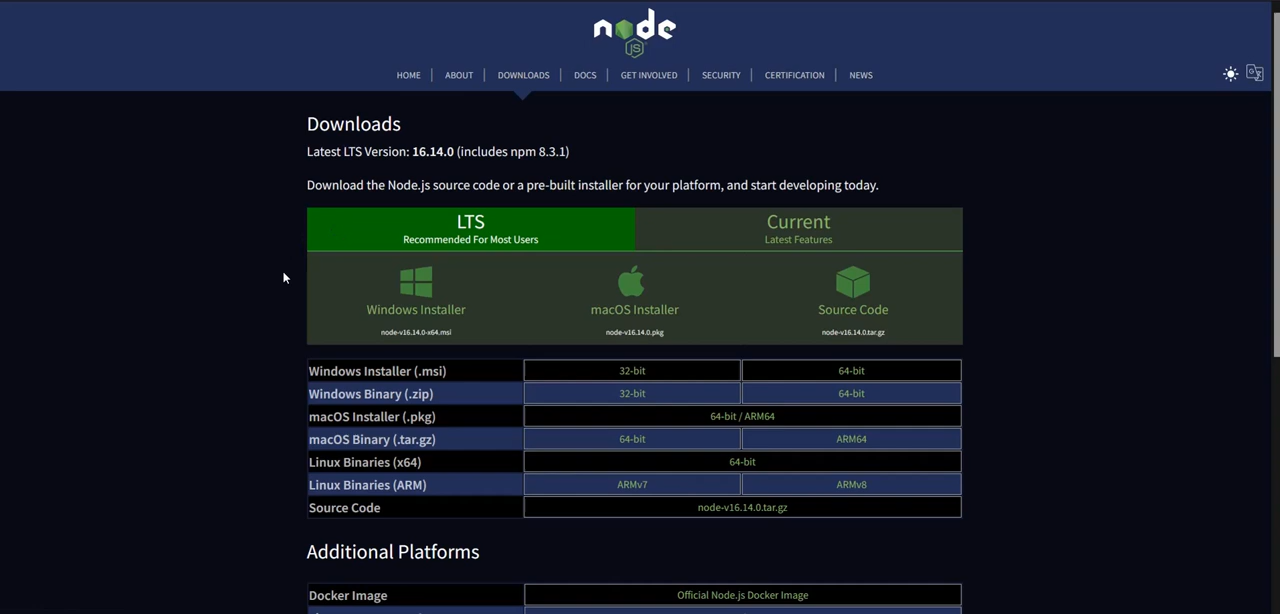 node
JS
HOME ABOUT DOWNLOADS DOCS GET INVOLVED SECURITY CERTIFICATION NEWS
Downloads
Latest LTS Version: 16.14.0 (includes npm 8.3.1)
Download the Node.js source code or a pre-built installer for your platform, and start developing today.
LTS Current
Recommended For Most Users Latest Features
Windows Installer macOS Installer Source Code
node-v16.14.0-x64.msi node-v16.14.0.pkg node-v16.14.0.tar.gz
Windows Installer (.msi) 32-bit 64-bit
Windows Binary (.zip) 32-bit 64-bit
macOS Installer (.pkg) 64-bit / ARM64
macOS Binary (.tar.gz) 64-bit ARM64
Linux Binaries (x64) 64-bit
Linux Binaries (ARM) ARMv7 ARMv8
Source Code node-v16.14.0.tar.gz
Additional Platforms
Docker Image Official Node.js Docker Image